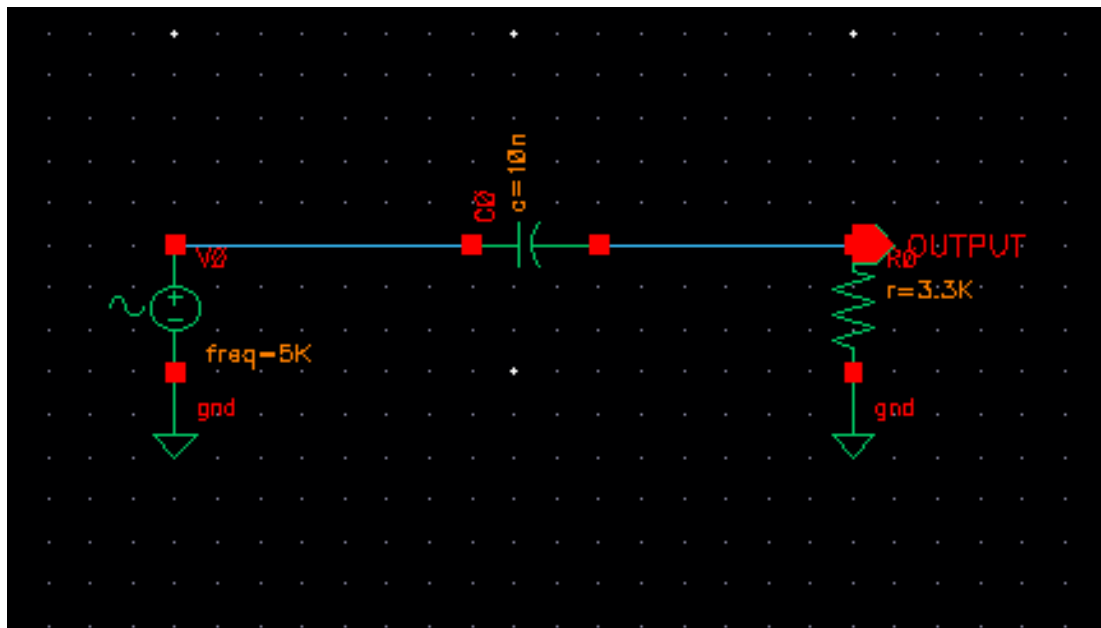 c=10n
C0
V0
OUTPUT
R0
r=3.3K
freq=5K
gnd
gnd